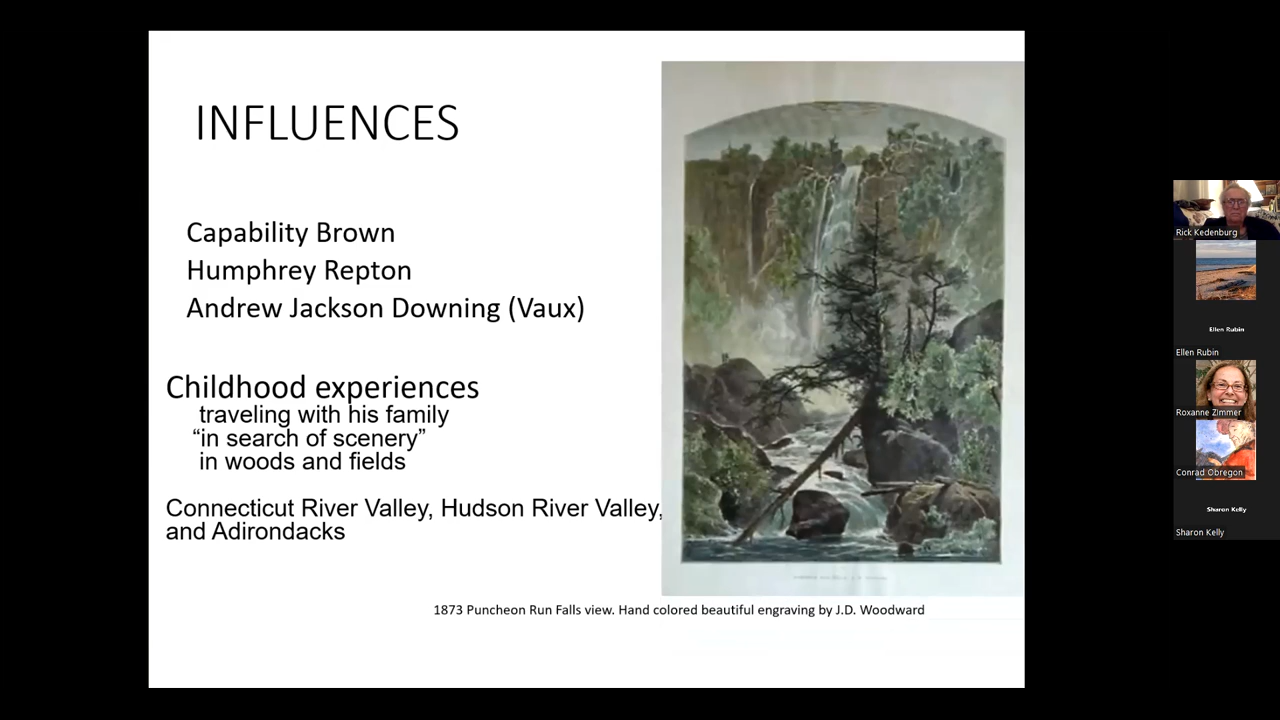 INFLUENCES
Capability Brown
Humphrey Repton
Andrew Jackson Downing (Vaux)
Childhood experiences
traveling with his family
“in search of scenery”
in woods and fields
Connecticut River Valley, Hudson River Valley,
and Adirondacks
1873 Puncheon Run Falls view. Hand colored beautiful engraving by J.D. Woodward
Rick Kedenburg
Ellen Rubin
Ellen Rubin
Roxanne Zimmer
Conrad Obregon
Sharon Kelly
Sharon Kelly